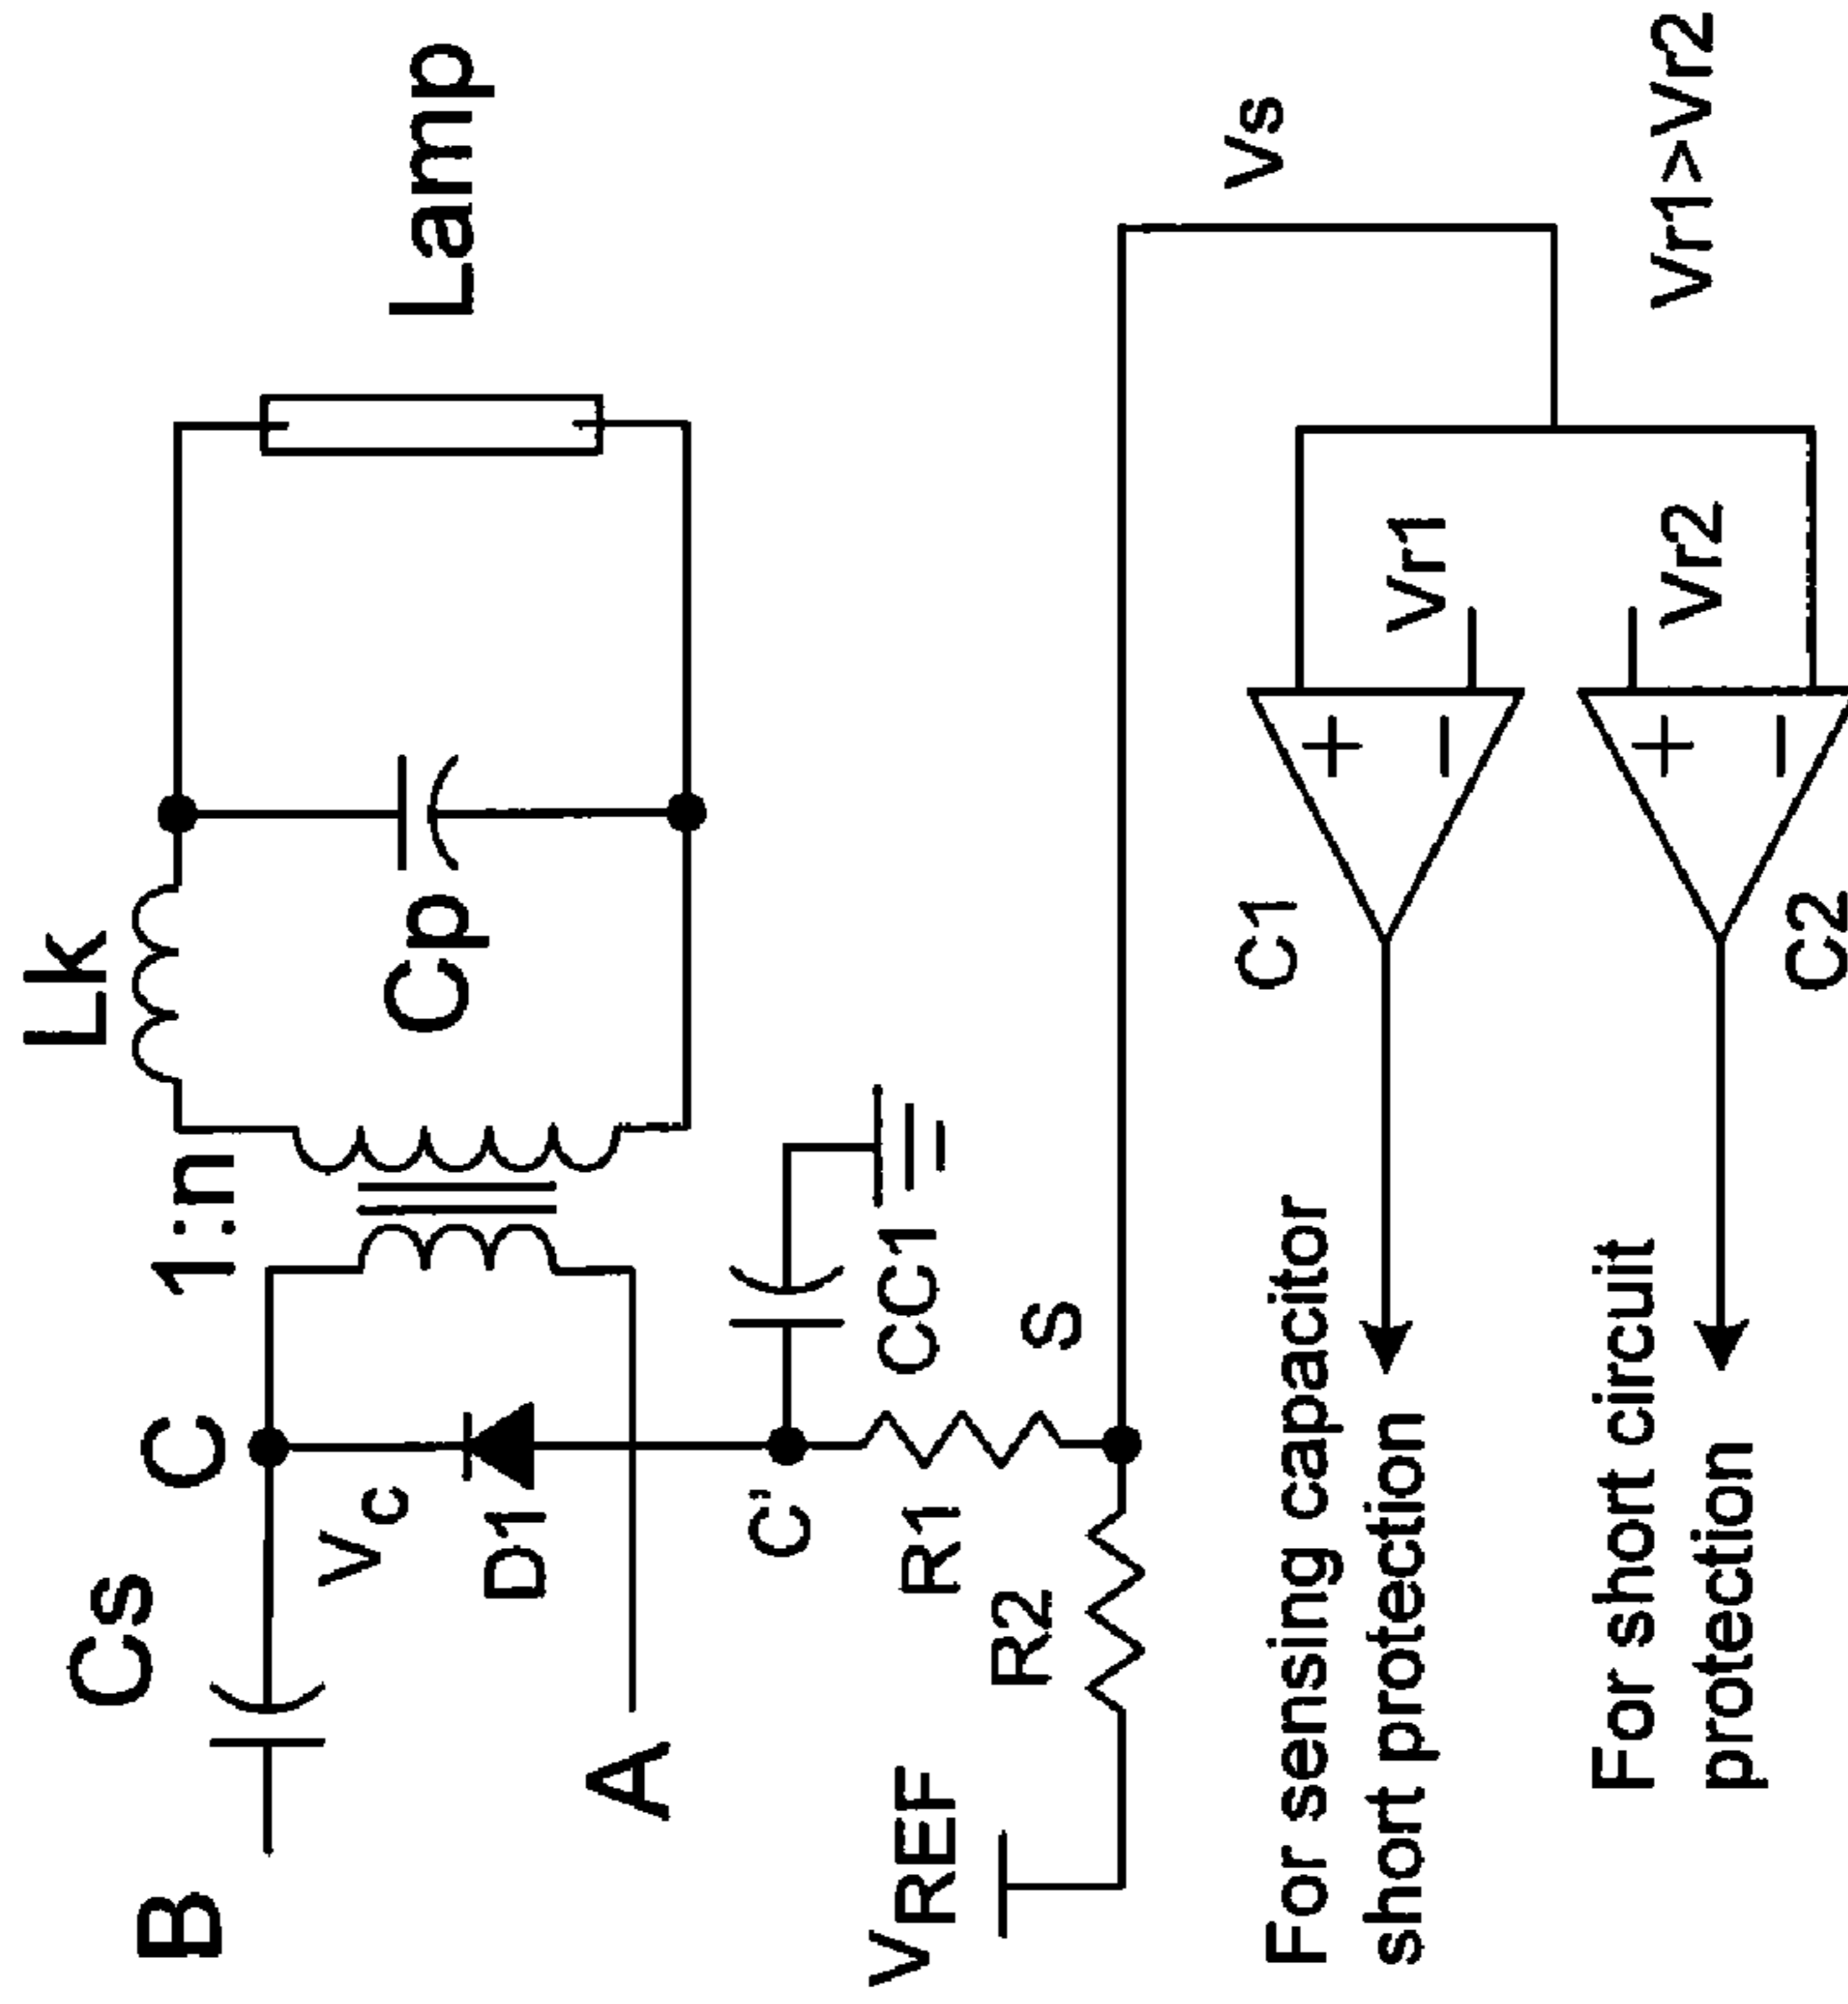 Lk
Lamp
Cp
1:n
C
Cs
B
Vc
D1
A
C'
CC1
R1
S
R2
VREF
Vs
For sensing capacitor
short protection
C1
+
−
Vr1
Vr1>Vr2
For short circuit
protection
C2
+
−
Vr2